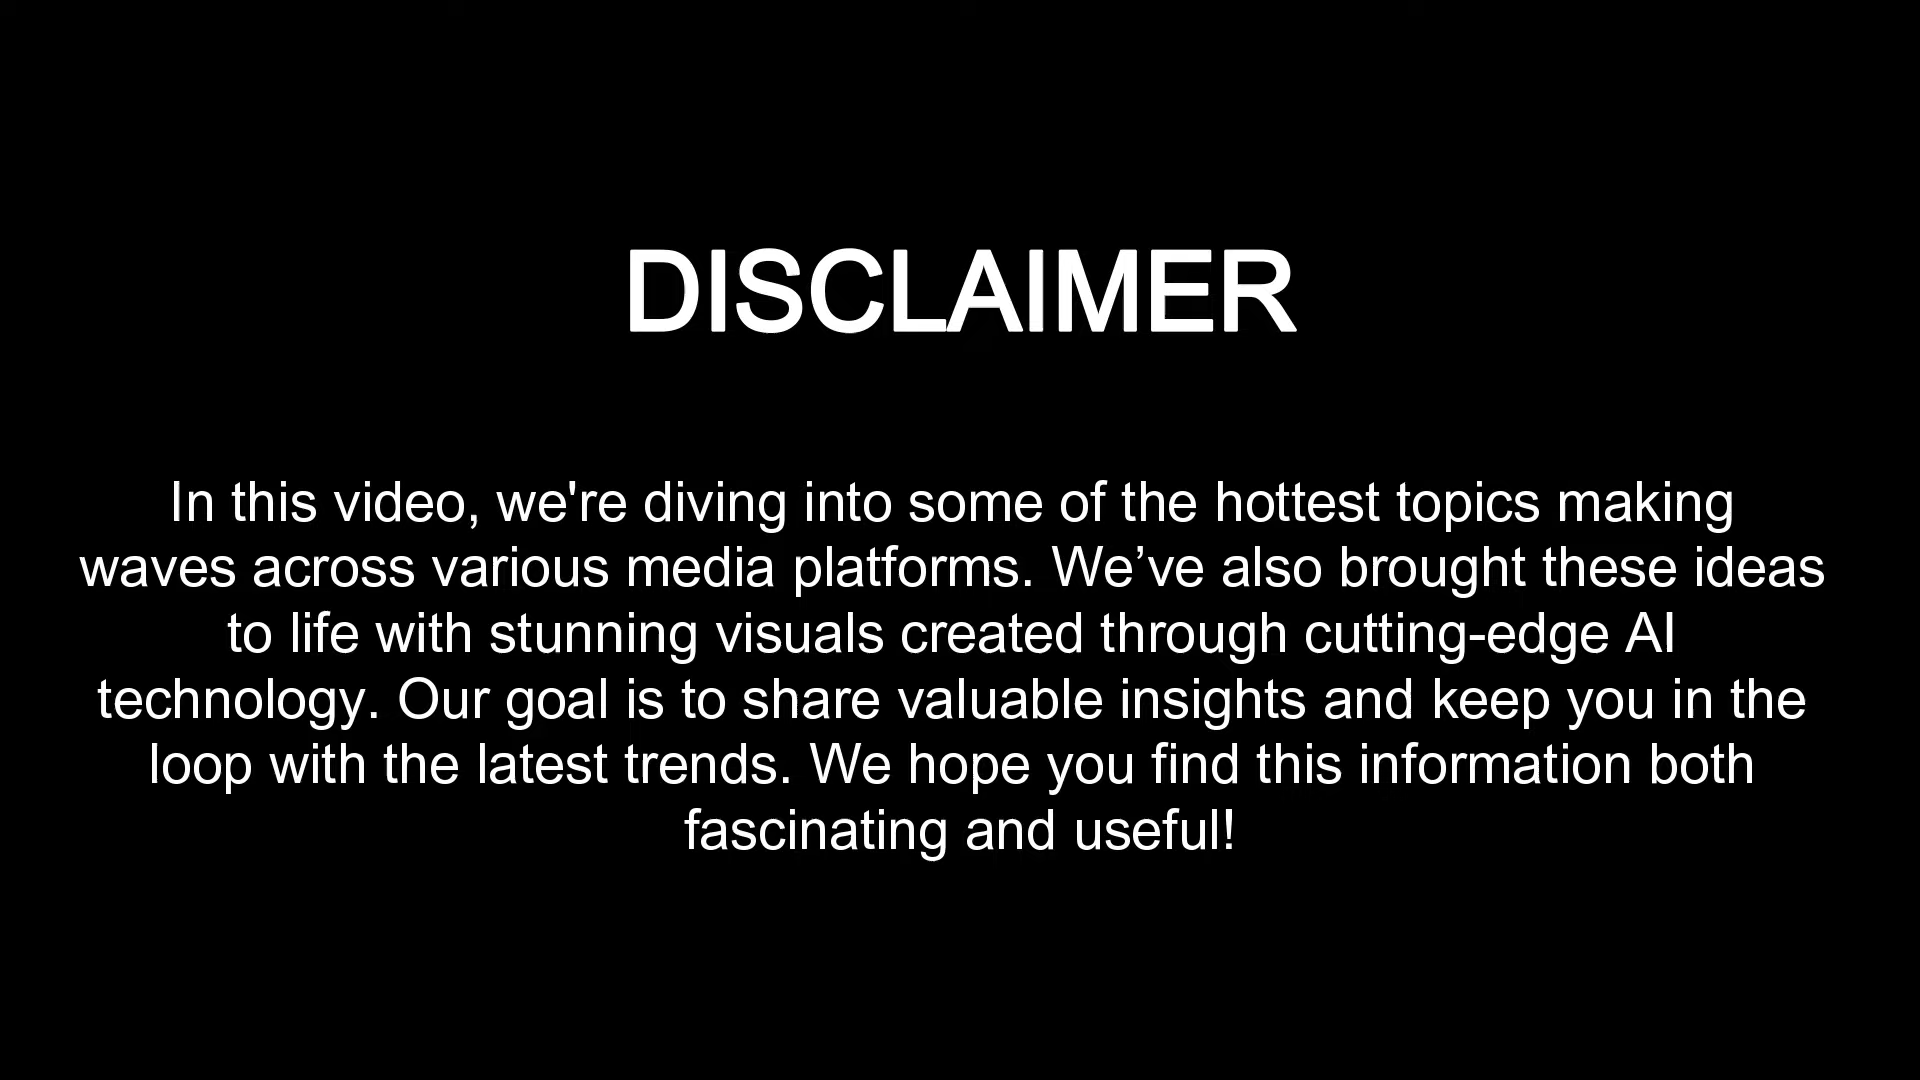 DISCLAIMER
In this video, we're diving into some of the hottest topics making
waves across various media platforms. We’ve also brought these ideas
to life with stunning visuals created through cutting-edge AI
technology. Our goal is to share valuable insights and keep you in the
loop with the latest trends. We hope you find this information both
fascinating and useful!